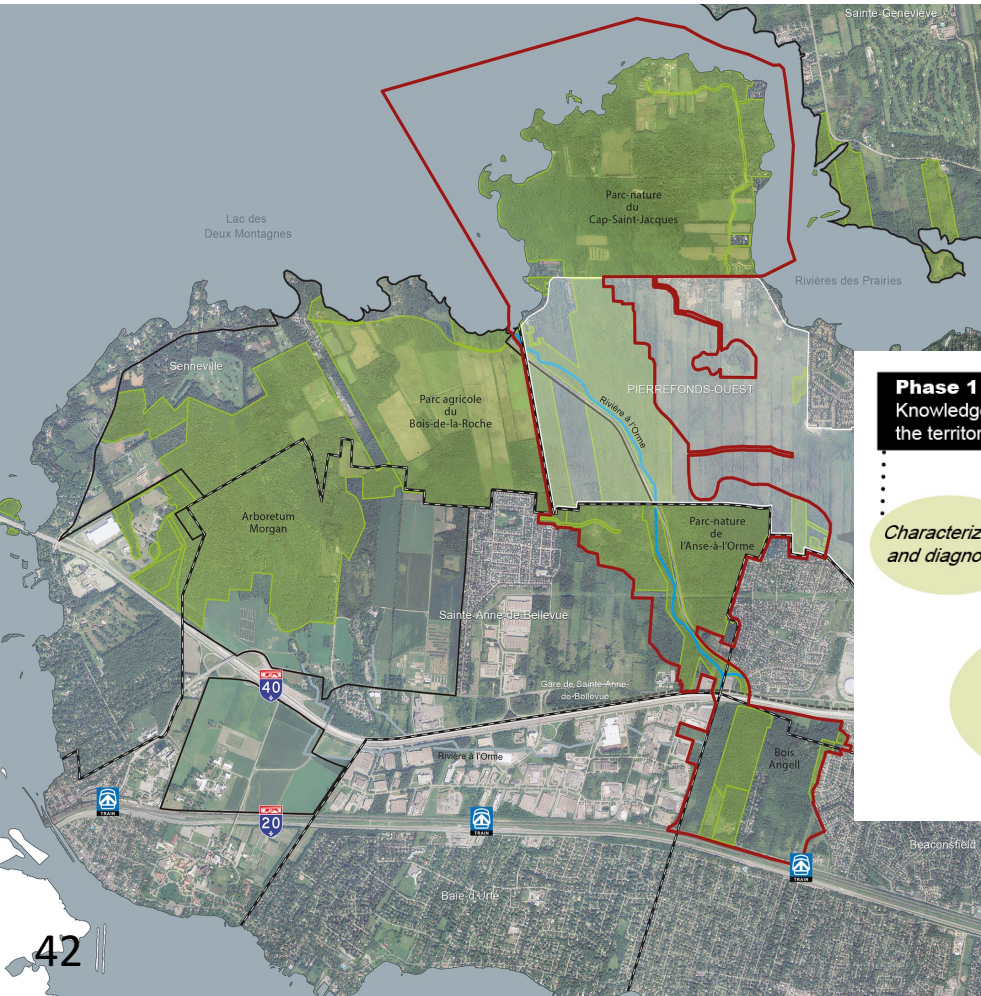 Sainte-Geneviève
Parc-nature
du
Cap-Saint-Jacques
Lac des
Deux Montagnes
Rivières des Prairies
Senneville
PIERREFONDS-OUEST
Parc agricole
du
Bois-de-la-Roche
Rivière à l'Orme
Phase 1
Knowledge
the territor
Arboretum
Morgan
Parc-nature
de
l'Anse-à-l'Orme
Characteriz
and diagno
Sainte-Anne-de-Bellevue
Gare de Sainte-Anne-
de-Bellevue
40
Rivière à l'Orme
Bois
Angell
TRAIN
20
TRAIN
Beaconsfield
TRAIN
Baie-d'Urfé
42